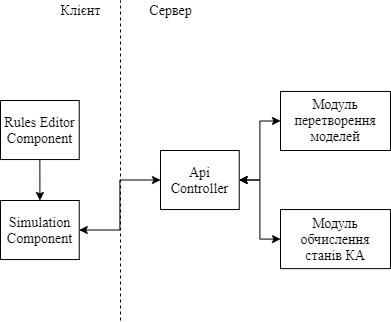 Клієнт
Сервер
Rules Editor
Component
Simulation
Component
Api
Controller
Модуль
перетворення
моделей
Модуль
обчислення
станів КА